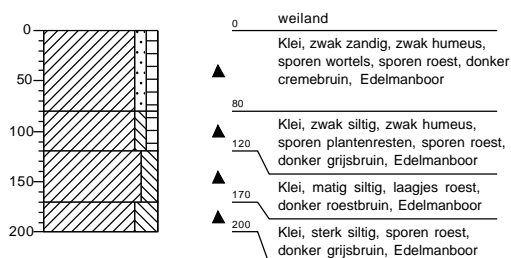 0
50
100
150
200
0
weiland
Klei, zwak zandig, zwak humeus,
sporen wortels, sporen roest, donker
cremebruin, Edelmanboor
80
Klei, zwak siltig, zwak humeus,
sporen plantenresten, sporen roest,
donker grijsbruin, Edelmanboor
120
Klei, matig siltig, laagjes roest,
donker roestbruin, Edelmanboor
170
Klei, sterk siltig, sporen roest,
donker grijsbruin, Edelmanboor
200